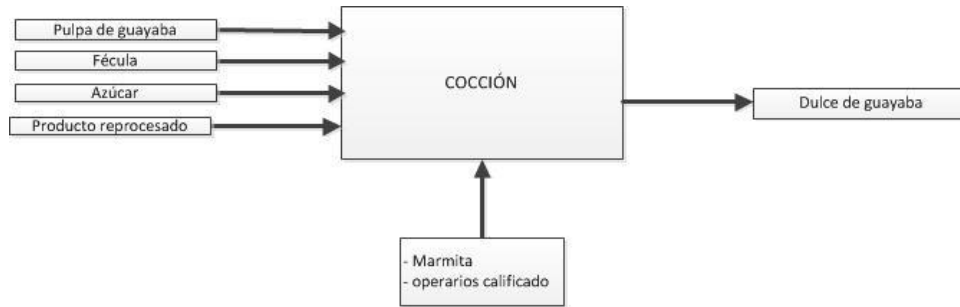 Pulpa de guayaba
Fécula
Azúcar
Producto reprocesado
COCCIÓN
Dulce de guayaba
- Marmita
- operarios calificado